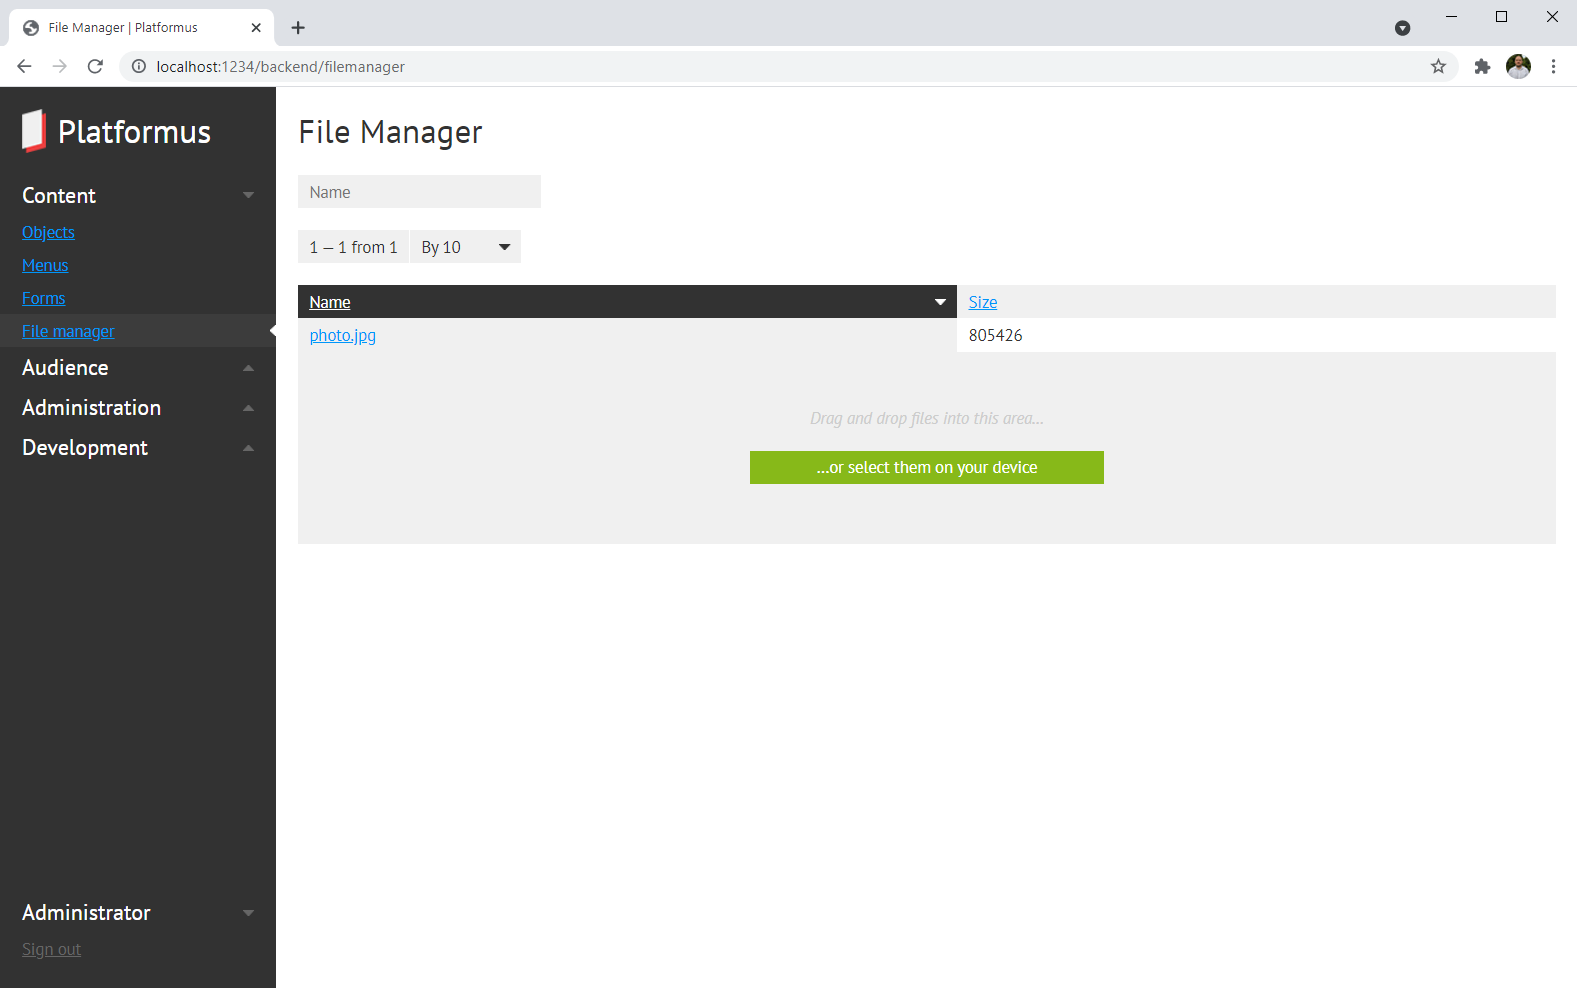 File Manager | Platformus
localhost:1234/backend/filemanager
Platformus
Content
Objects
Menus
Forms
File manager
Audience
Administration
Development
Administrator
Sign out
File Manager
Name
1 — 1 from 1 By 10
Name Size
photo.jpg 805426
Drag and drop files into this area...
...or select them on your device